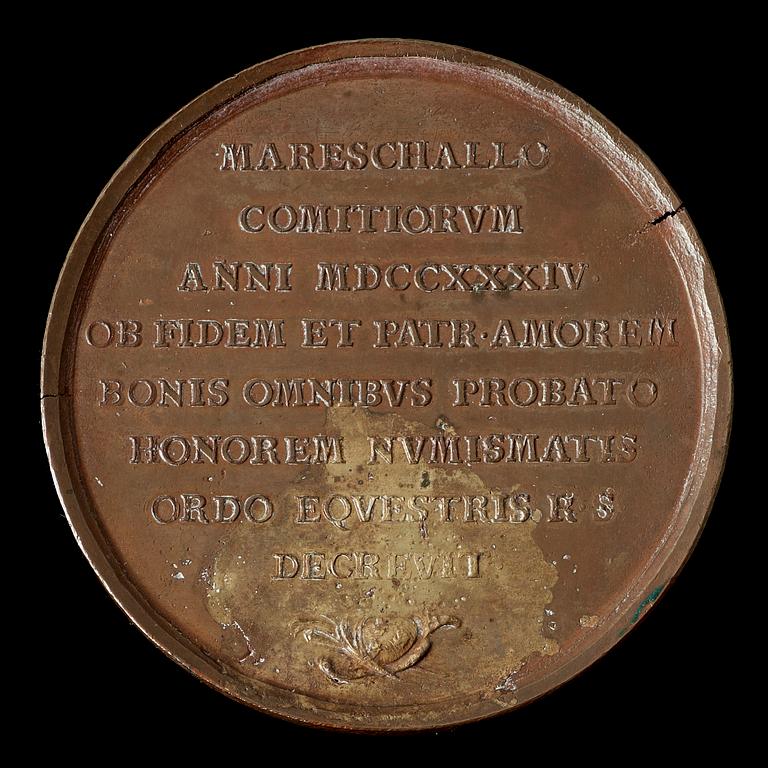 MARESCHALLO
COMITIORVM
ANNI MDCCXXXIV·
OB FIDEM ET PATR·AMOREM
BONIS OMNIBVS PROBATO
HONOREM NVMISMATIS
ORDO EQVESTRIS R·S
DECREVIT